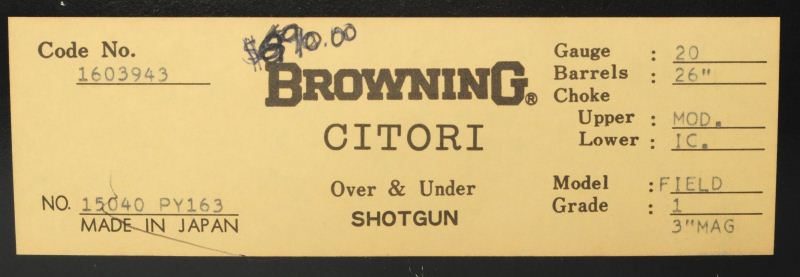 Code No.
1603943
NO. 15040 PY163
MADE IN JAPAN
BROWNING®
CITORI
Over & Under
SHOTGUN
Gauge : 20
Barrels : 26"
Choke
Upper : MOD.
Lower : IC.
Model : FIELD
Grade : 1
3"MAG